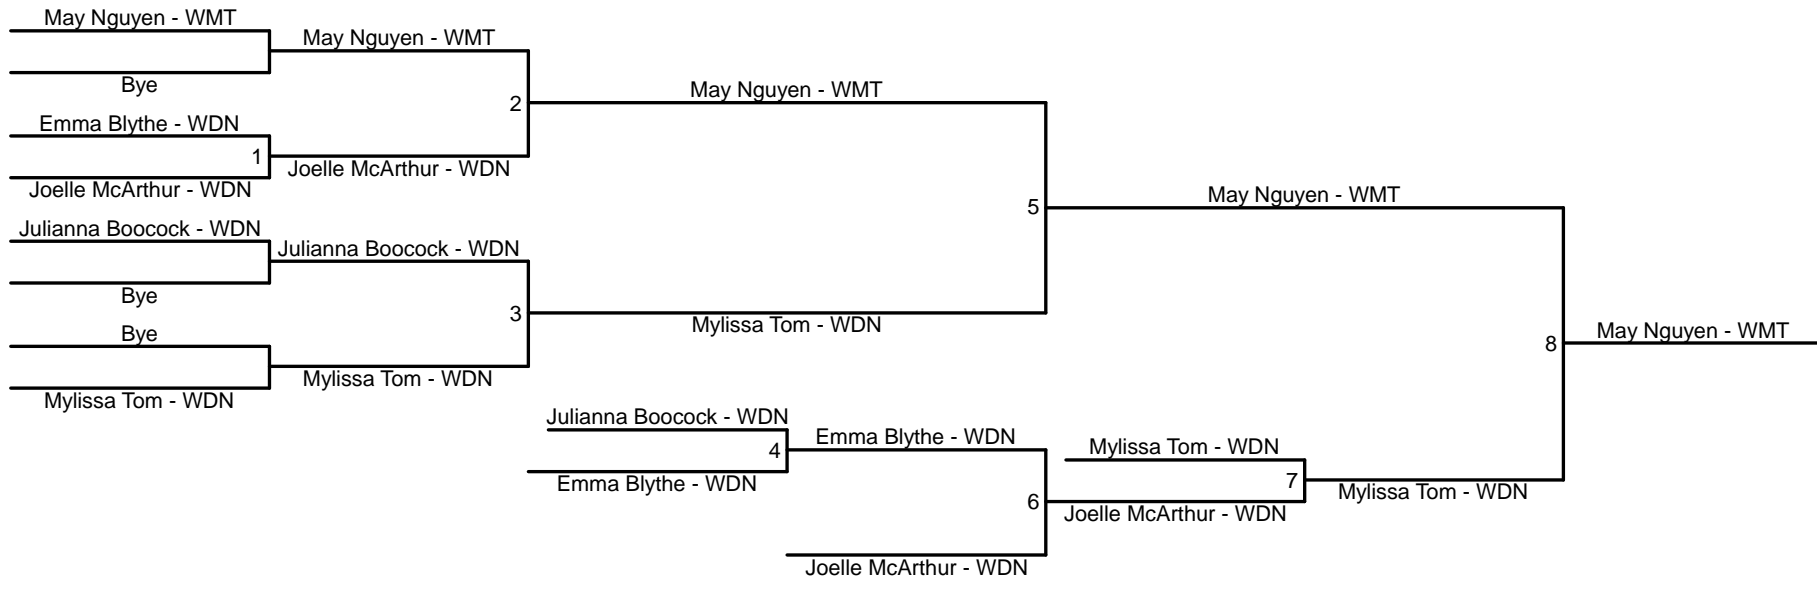 May Nguyen - WMT
May Nguyen - WMT
Bye
2
May Nguyen - WMT
Emma Blythe - WDN
1
Joelle McArthur - WDN
Joelle McArthur - WDN
5
May Nguyen - WMT
Julianna Boocock - WDN
Julianna Boocock - WDN
Bye
3
Mylissa Tom - WDN
Bye
Mylissa Tom - WDN
Mylissa Tom - WDN
8
May Nguyen - WMT
Julianna Boocock - WDN
4
Emma Blythe - WDN
Emma Blythe - WDN
6
Mylissa Tom - WDN
7
Mylissa Tom - WDN
Joelle McArthur - WDN
Joelle McArthur - WDN